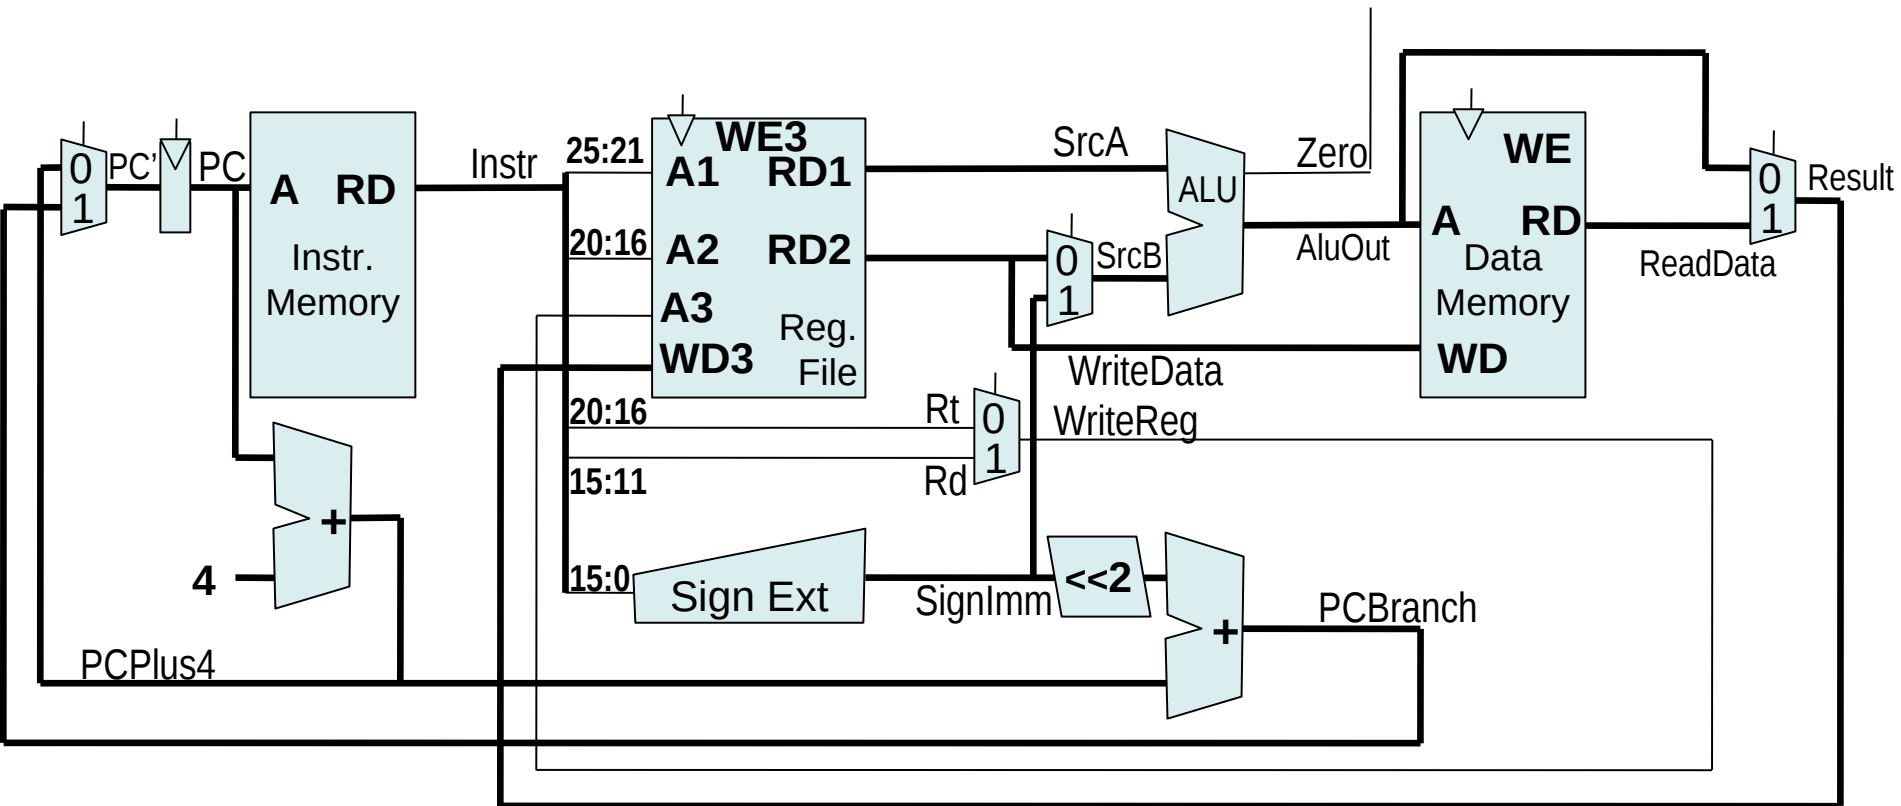 0
1
PC'
PC
A RD
Instr.
Memory
Instr
25:21
20:16
WE3
A1 RD1
A2 RD2
A3
WD3
Reg.
File
SrcA
0
1
SrcB
ALU
Zero
AluOut
WE
A RD
Data
Memory
WD
ReadData
0
1
Result
WriteData
WriteReg
20:16
15:11
Rt
Rd
0
1
+
4
15:0
Sign Ext
SignImm
<<2
+
PCBranch
PCPlus4